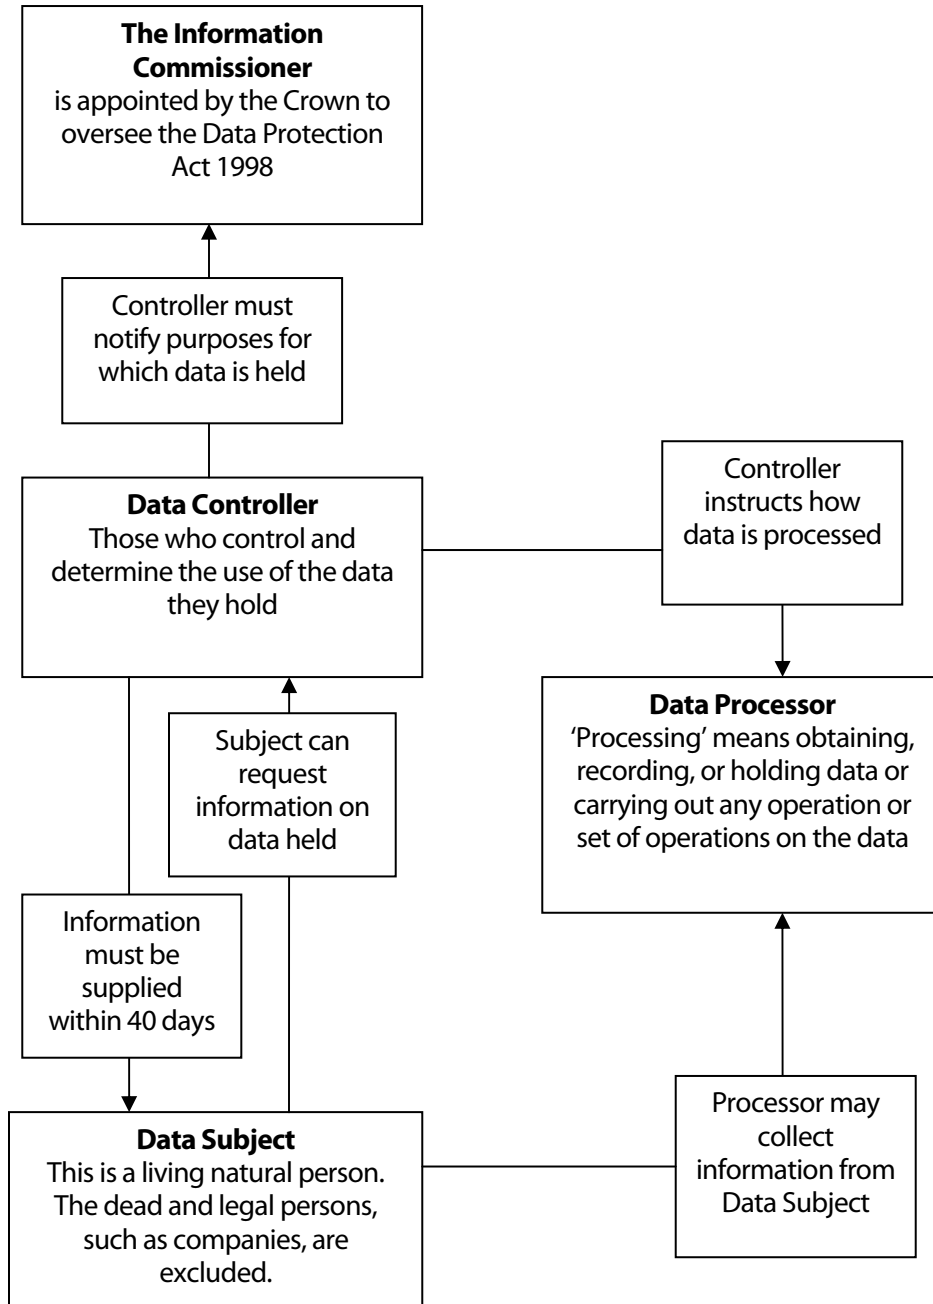 The Information
Commissioner
is appointed by the Crown to
oversee the Data Protection
Act 1998
Controller must
notify purposes for
which data is held
Data Controller
Those who control and
determine the use of the data
they hold
Controller
instructs how
data is processed
Subject can
request
information on
data held
Data Processor
‘Processing’ means obtaining,
recording, or holding data or
carrying out any operation or
set of operations on the data
Information
must be
supplied
within 40 days
Data Subject
This is a living natural person.
The dead and legal persons,
such as companies, are
excluded.
Processor may
collect
information from
Data Subject